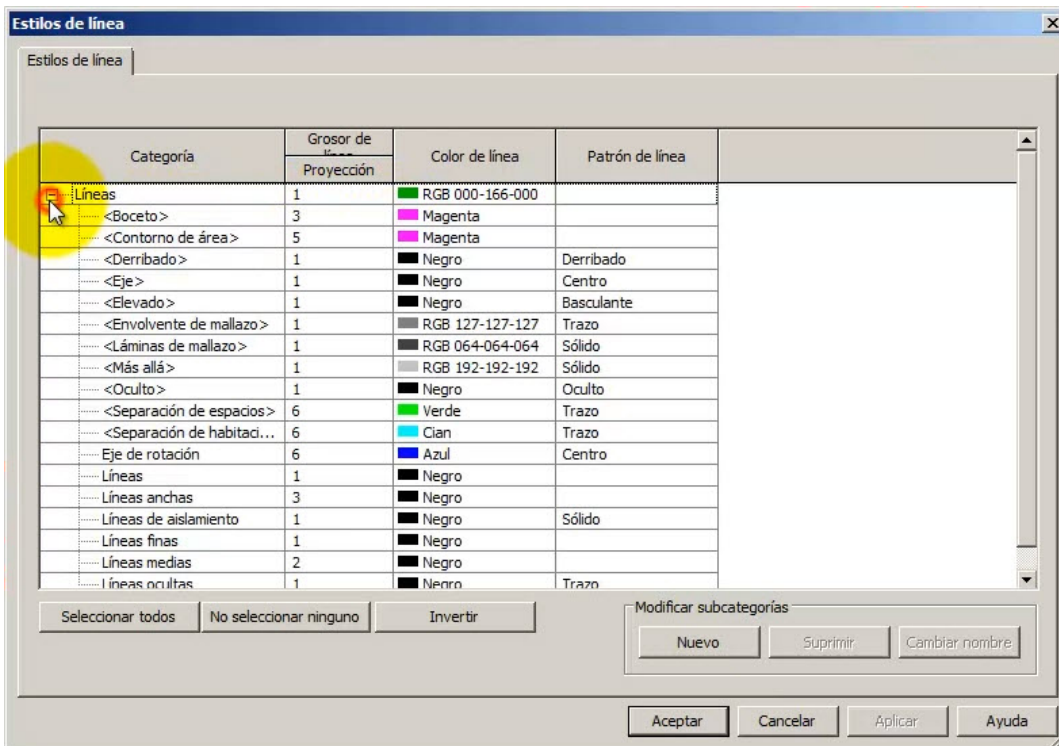 Estilos de línea
Estilos de línea
Categoría
Grosor de
Proyección
Color de línea
Patrón de línea
Líneas 1 RGB 000-166-000
<Boceto> 3 Magenta
<Contorno de área> 5 Magenta
<Derribado> 1 Negro Derribado
<Eje> 1 Negro Centro
<Elevado> 1 Negro Basculante
<Envolvente de mallazo> 1 RGB 127-127-127 Trazo
<Láminas de mallazo> 1 RGB 064-064-064 Sólido
<Más allá> 1 RGB 192-192-192 Sólido
<Oculto> 1 Negro Oculto
<Separación de espacios> 6 Verde Trazo
<Separación de habitaci... 6 Cian Trazo
Eje de rotación 6 Azul Centro
Líneas 1 Negro
Líneas anchas 3 Negro
Líneas de aislamiento 1 Negro Sólido
Líneas finas 1 Negro
Líneas medias 2 Negro
Líneas ocultas 1 Negro Trazo
Seleccionar todos No seleccionar ninguno Invertir
Modificar subcategorías
Nuevo Suprimir Cambiar nombre
Aceptar Cancelar Aplicar Ayuda